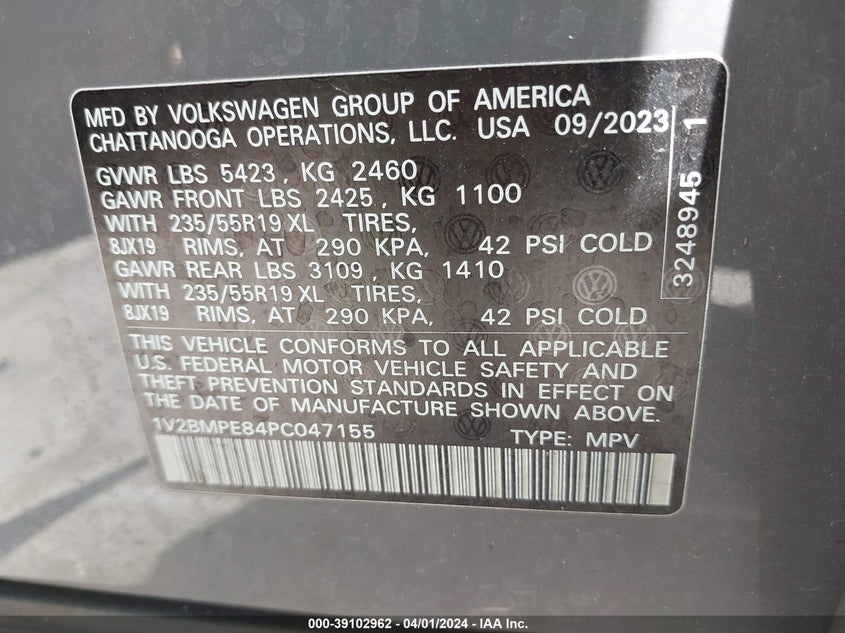 MFD BY VOLKSWAGEN GROUP OF AMERICA
CHATTANOOGA OPERATIONS, LLC. USA 09/2023
GVWR LBS 5423, KG 2460
GAWR FRONT LBS 2425, KG 1100
WITH 235/55R19 XL TIRES,
8JX19 RIMS, AT 290 KPA, 42 PSI COLD
GAWR REAR LBS 3109, KG 1410
WITH 235/55R19 XL TIRES,
8JX19 RIMS, AT 290 KPA, 42 PSI COLD
THIS VEHICLE CONFORMS TO ALL APPLICABLE
U.S. FEDERAL MOTOR VEHICLE SAFETY AND
THEFT PREVENTION STANDARDS IN EFFECT ON
THE DATE OF MANUFACTURE SHOWN ABOVE.
1V2BMPE84PC047155 TYPE: MPV
3248945 1
000-39102962 - 04/01/2024 - IAA Inc.